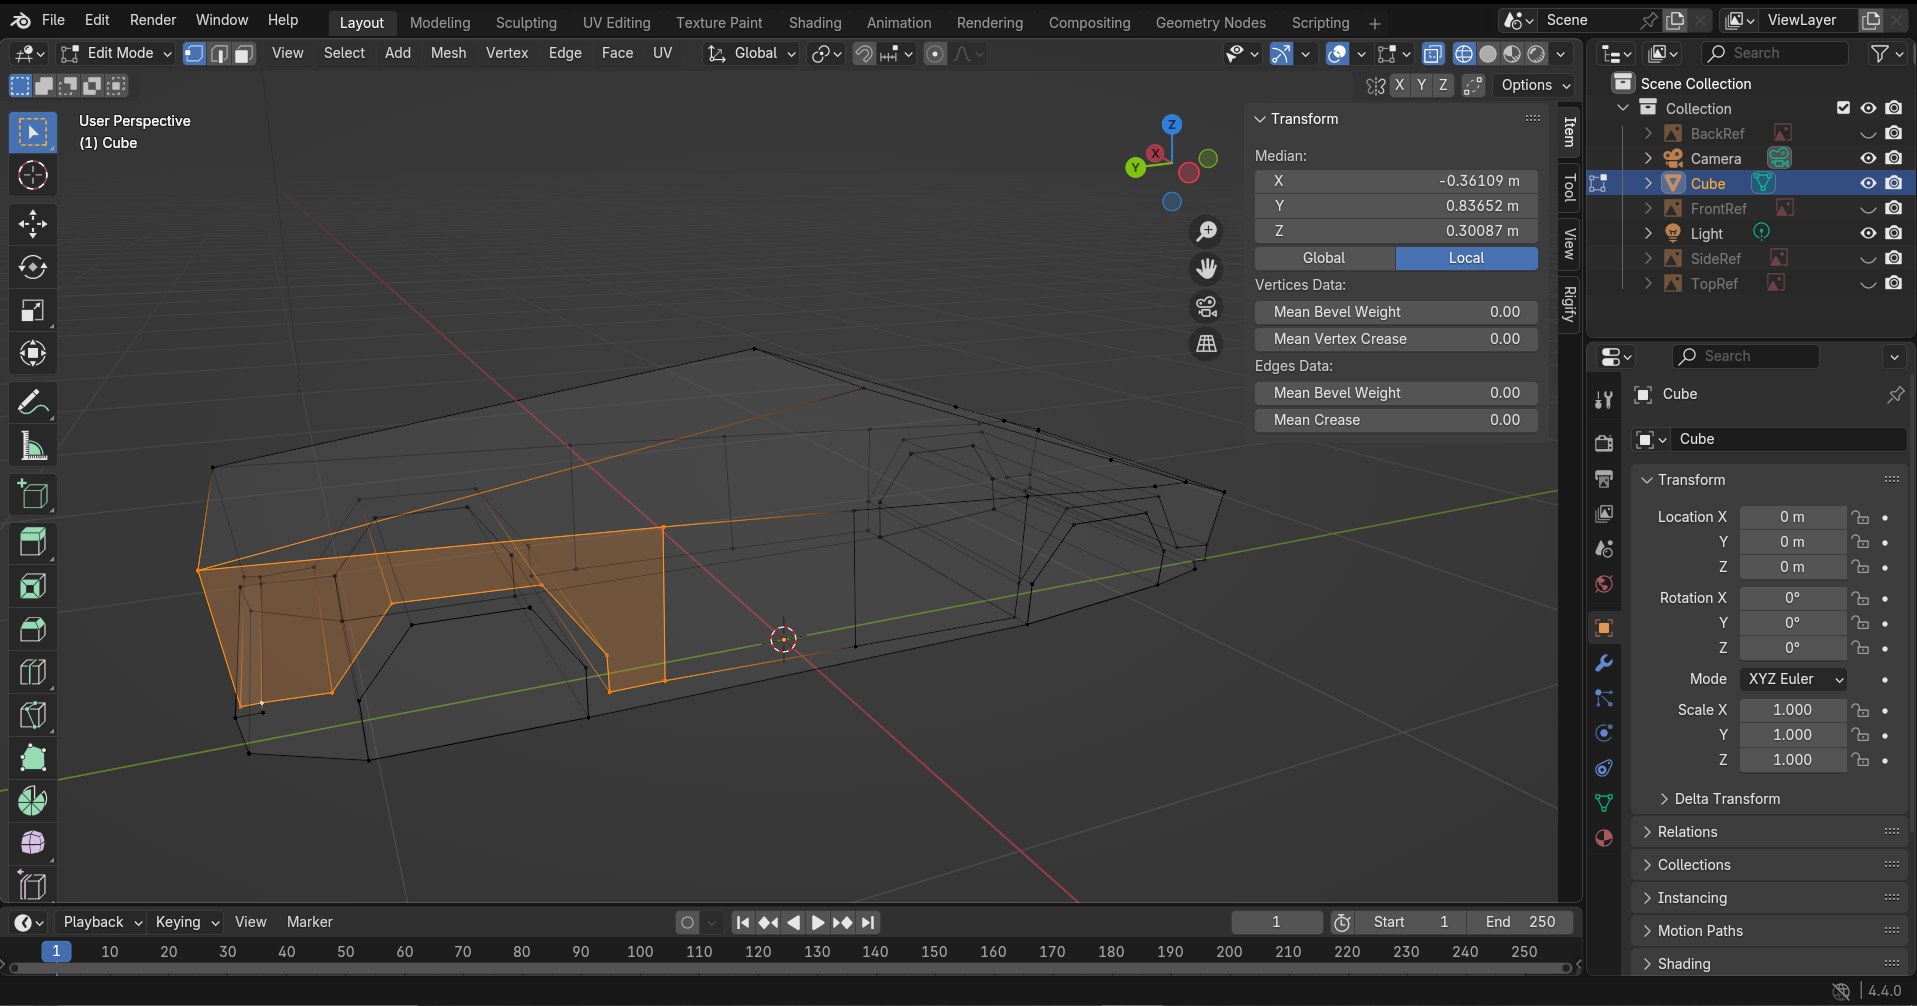 File Edit Render Window Help Layout Modeling Sculpting UV Editing Texture Paint Shading Animation Rendering Compositing Geometry Nodes Scripting + Scene ViewLayer
Edit Mode View Select Add Mesh Vertex Edge Face UV Global Search
X Y Z Options
User Perspective
(1) Cube
Z
X
Y
Transform
Median:
X -0.36109 m
Y 0.83652 m
Z 0.30087 m
Global Local
Vertices Data:
Mean Bevel Weight 0.00
Mean Vertex Crease 0.00
Edges Data:
Mean Bevel Weight 0.00
Mean Crease 0.00
Item
Tool
View
Rigify
Scene Collection
Collection
BackRef
Camera
Cube
FrontRef
Light
SideRef
TopRef
Search
Cube
Cube
Transform
Location X 0 m
Y 0 m
Z 0 m
Rotation X 0°
Y 0°
Z 0°
Mode XYZ Euler
Scale X 1.000
Y 1.000
Z 1.000
Delta Transform
Relations
Collections
Instancing
Motion Paths
Shading
Playback Keying View Marker 1 Start 1 End 250
1 10 20 30 40 50 60 70 80 90 100 110 120 130 140 150 160 170 180 190 200 210 220 230 240 250
4.4.0